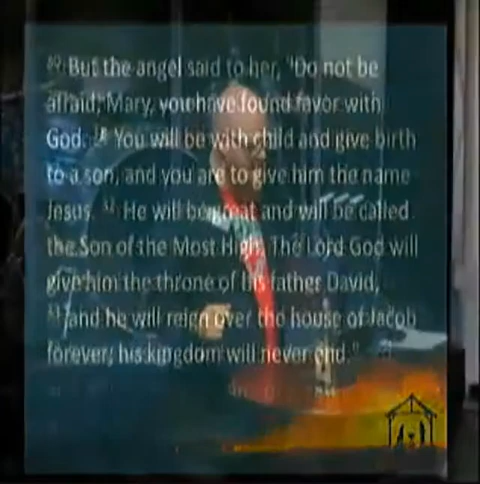 30 But the angel said to her, "Do not be
afraid, Mary, you have found favor with
God. 31 You will be with child and give birth
to a son, and you are to give him the name
Jesus. 32 He will be great and will be called
the Son of the Most High. The Lord God will
give him the throne of his father David,
33 and he will reign over the house of Jacob
forever; his kingdom will never end."